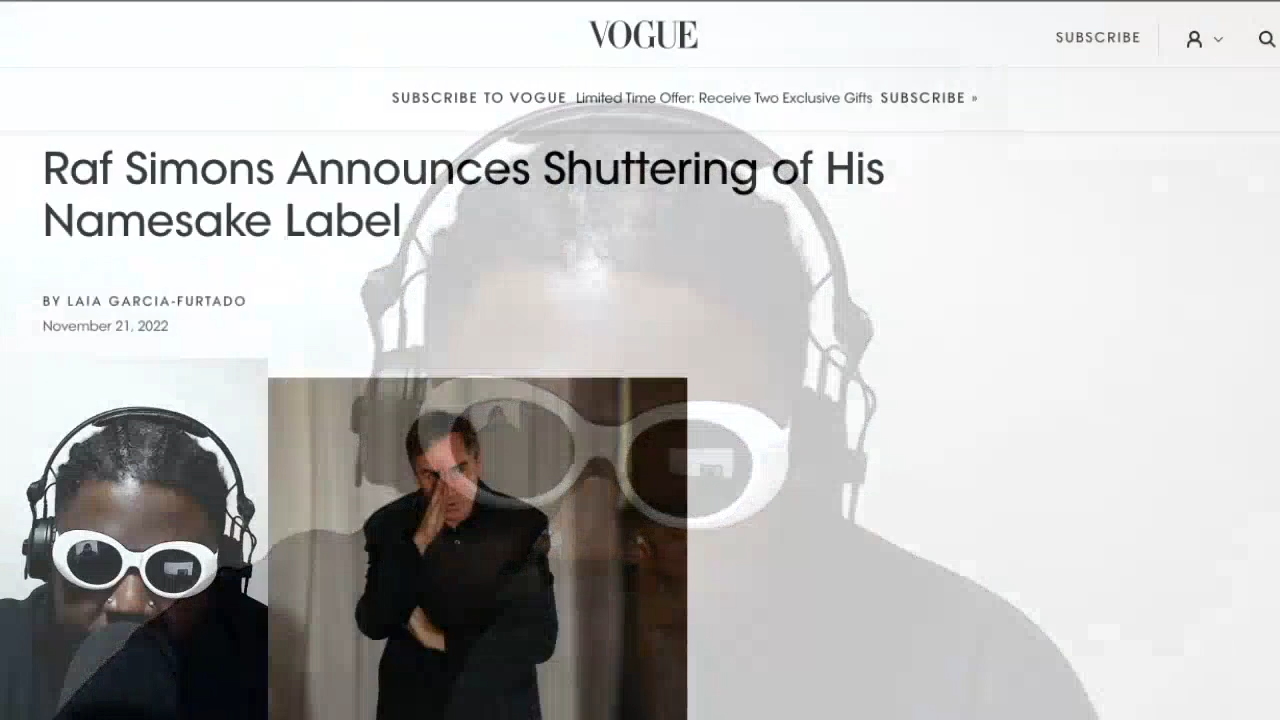 VOGUE
SUBSCRIBE
SUBSCRIBE TO VOGUE Limited Time Offer: Receive Two Exclusive Gifts SUBSCRIBE »
Raf Simons Announces Shuttering of His
Namesake Label
BY LAIA GARCIA-FURTADO
November 21, 2022